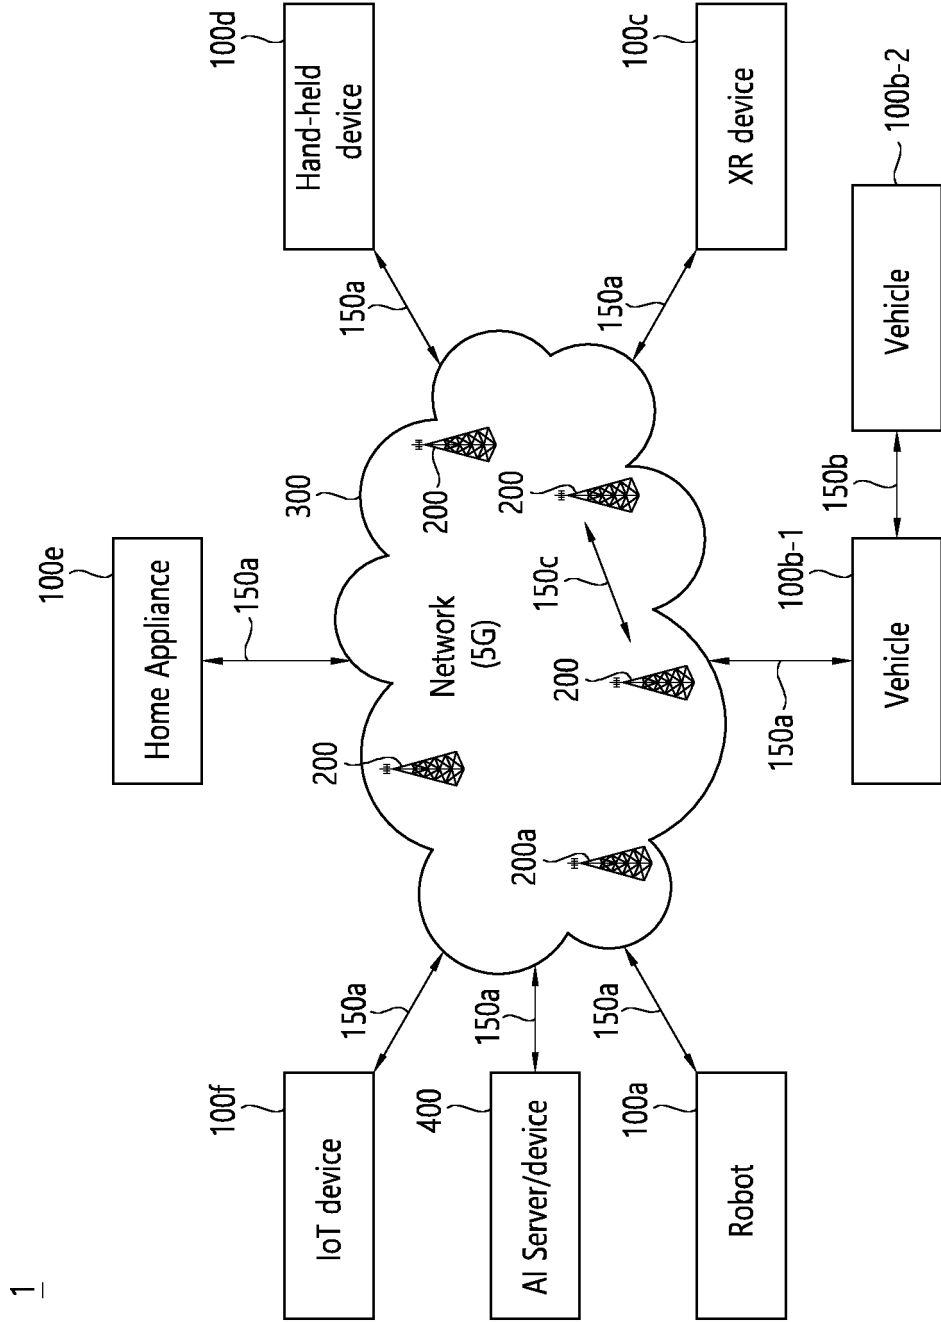 1
IoT device
100f
150a
AI Server/device
400
150a
Robot
100a
150a
Home Appliance
100e
150a
300
Network
(5G)
200
200
200
200
200a
150c
Hand-held
device
100d
150a
XR device
100c
150a
Vehicle
100b-1
150a
150b
Vehicle
100b-2